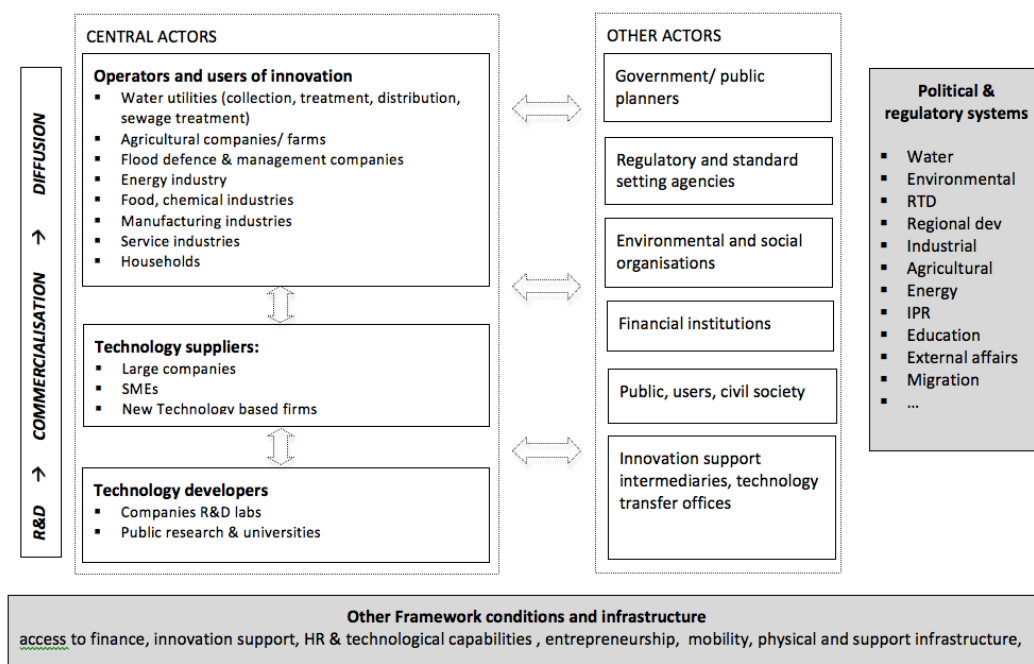 CENTRAL ACTORS
Operators and users of innovation
▪ Water utilities (collection, treatment, distribution,
sewage treatment)
▪ Agricultural companies/ farms
▪ Flood defence & management companies
▪ Energy industry
▪ Food, chemical industries
▪ Manufacturing industries
▪ Service industries
▪ Households
Technology suppliers:
▪ Large companies
▪ SMEs
▪ New Technology based firms
Technology developers
▪ Companies R&D labs
▪ Public research & universities
R&D → COMMERCIALISATION → DIFFUSION
OTHER ACTORS
Government/ public
planners
Regulatory and standard
setting agencies
Environmental and social
organisations
Financial institutions
Public, users, civil society
Innovation support
intermediaries, technology
transfer offices
Political &
regulatory systems
▪ Water
▪ Environmental
▪ RTD
▪ Regional dev
▪ Industrial
▪ Agricultural
▪ Energy
▪ IPR
▪ Education
▪ External affairs
▪ Migration
▪ ...
Other Framework conditions and infrastructure
access to finance, innovation support, HR & technological capabilities , entrepreneurship, mobility, physical and support infrastructure,